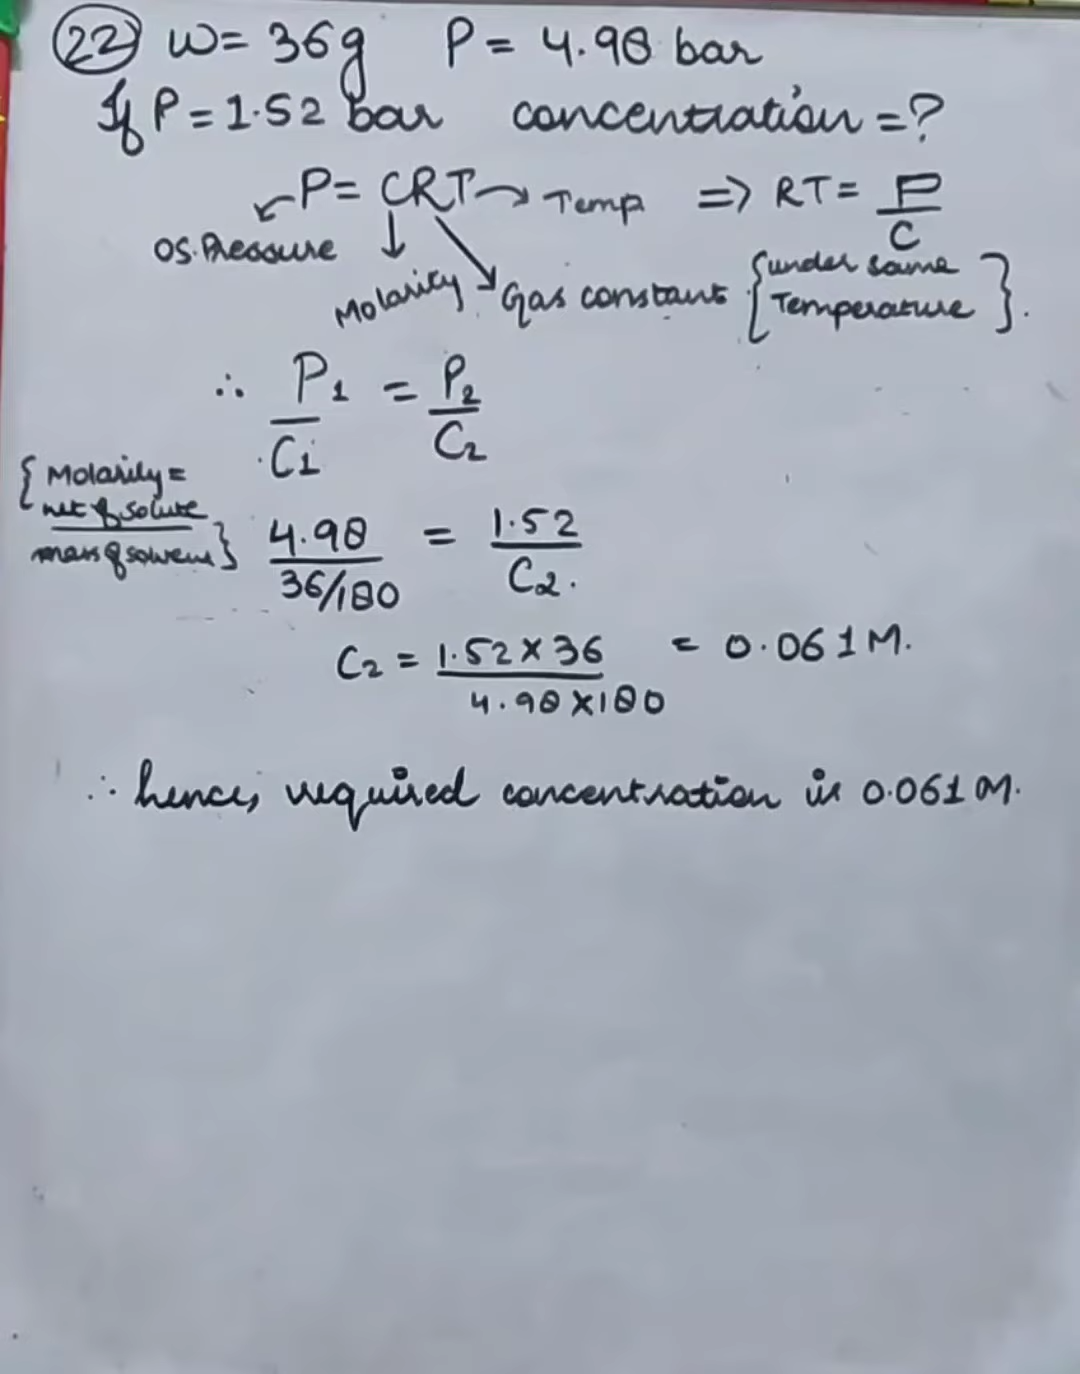 22 W= 36g P= 4.98 bar
If P=1.52 bar concentration=?
P= CRT Temp => RT= P/C
OS.Pressure
Molarity Gas constant {under same Temperature}.
∴ P1/C1 = P2/C2
{Molarity= wt of solute/mass of solvent}
4.98/36/180 = 1.52/C2.
C2 = 1.52×36/4.98×180 = 0.061M.
∴ hence, required concentration is 0.061M.